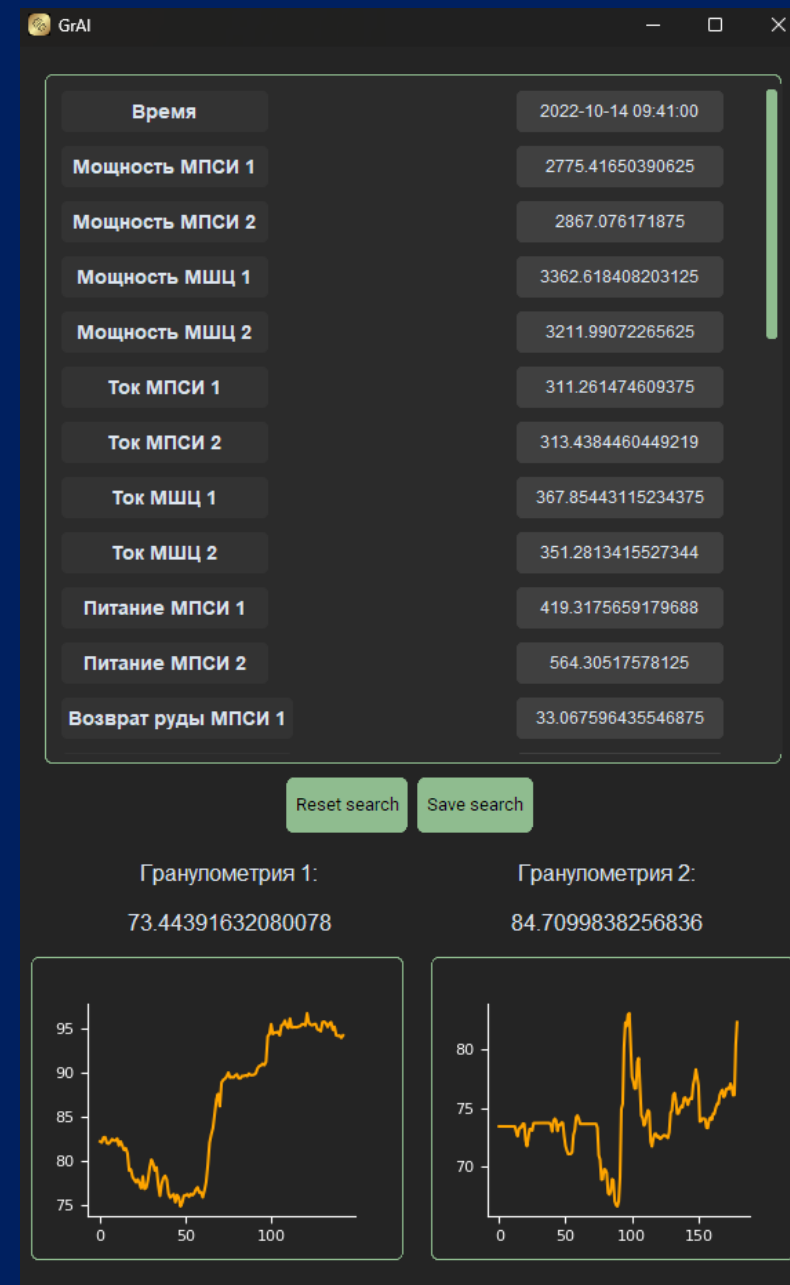 GrAI
Время 2022-10-14 09:41:00
Мощность МПСИ 1 2775.41650390625
Мощность МПСИ 2 2867.076171875
Мощность МШЦ 1 3362.618408203125
Мощность МШЦ 2 3211.99072265625
Ток МПСИ 1 311.261474609375
Ток МПСИ 2 313.4384460449219
Ток МШЦ 1 367.85443115234375
Ток МШЦ 2 351.2813415527344
Питание МПСИ 1 419.3175659179688
Питание МПСИ 2 564.30517578125
Возврат руды МПСИ 1 33.067596435546875
Reset search Save search
Гранулометрия 1: Гранулометрия 2:
73.44391632080078 84.7099838256836
95
90
85
80
75
0 50 100
80
75
70
0 50 100 150